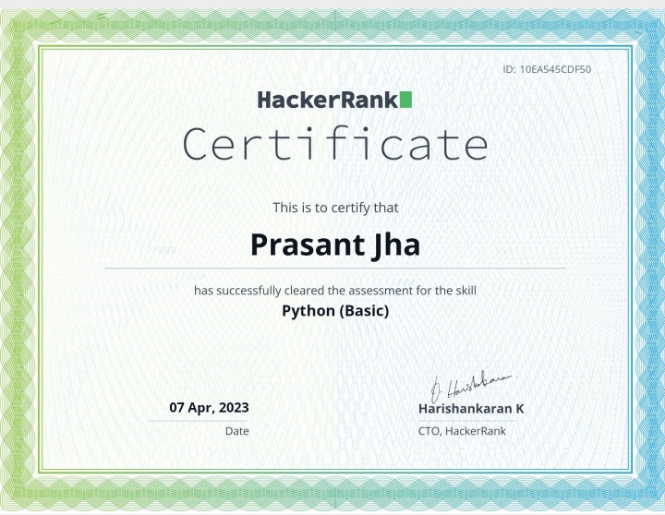 ID: 10EA545CDF50
HackerRank
Certificate
This is to certify that
Prasant Jha
has successfully cleared the assessment for the skill
Python (Basic)
07 Apr, 2023
Date
H. Harishankaran
Harishankaran K
CTO, HackerRank